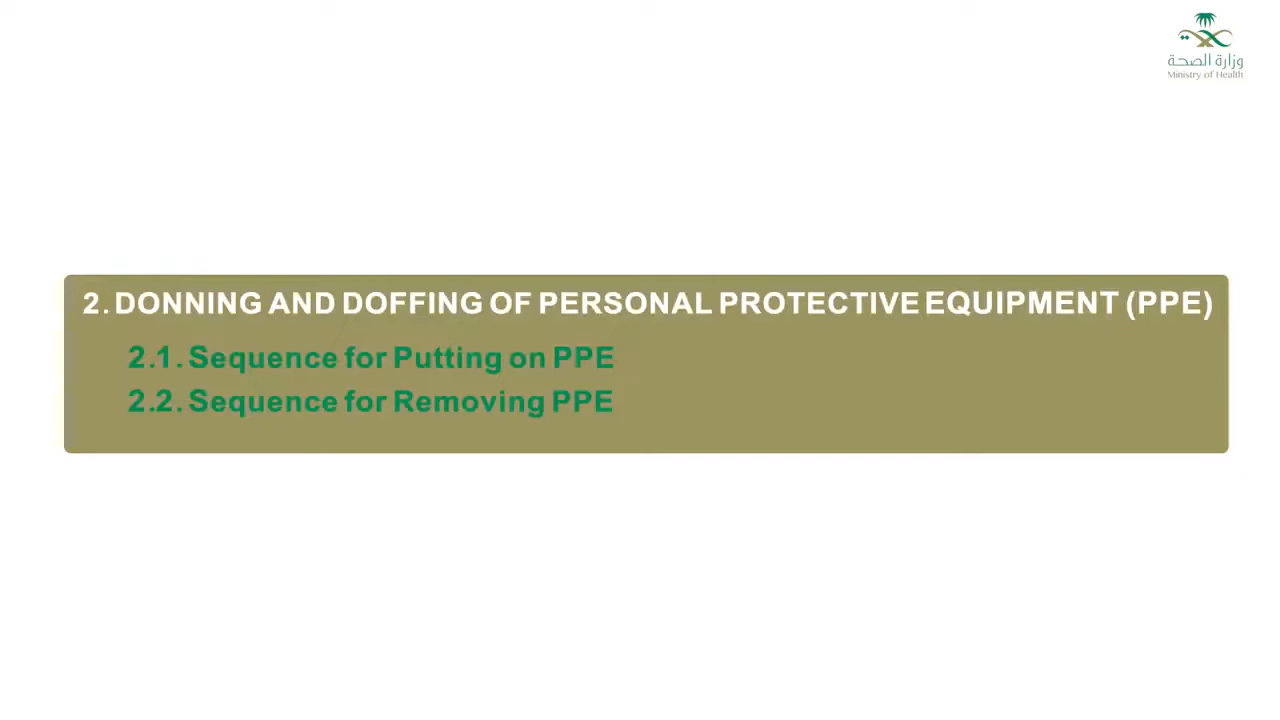 وزارة الصحة
Ministry of Health
2. DONNING AND DOFFING OF PERSONAL PROTECTIVE EQUIPMENT (PPE)
2.1. Sequence for Putting on PPE
2.2. Sequence for Removing PPE